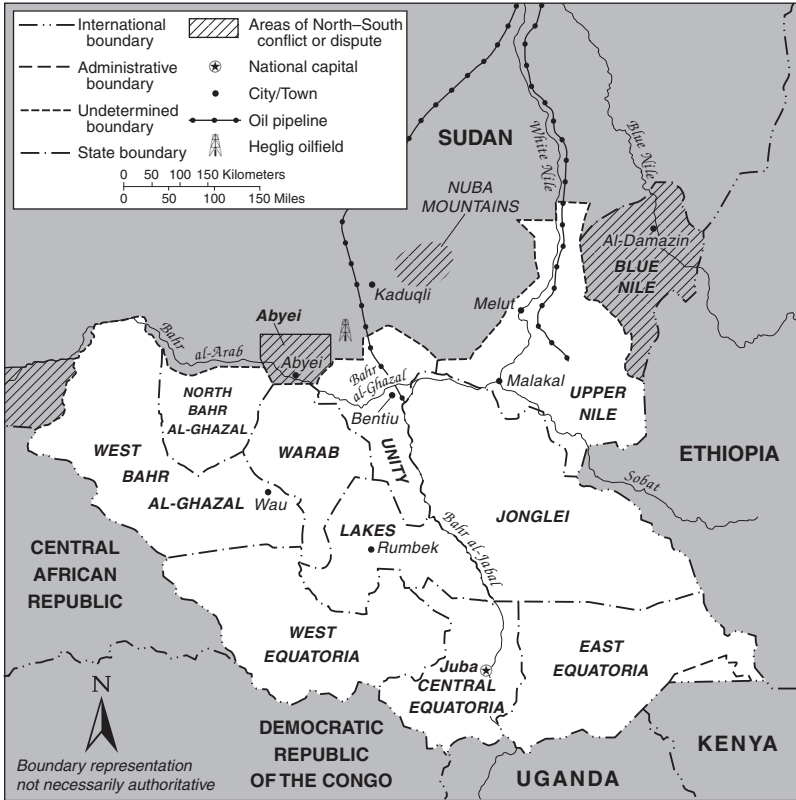 International
boundary
Administrative
boundary
Undetermined
boundary
State boundary
Areas of North–South
conflict or dispute
National capital
City/Town
Oil pipeline
Heglig oilfield
0 50 100 150 Kilometers
0 50 100 150 Miles
SUDAN
White Nile
Blue Nile
NUBA
MOUNTAINS
Al-Damazin
BLUE
NILE
Kaduqli
Melut
Abyei
Abyei
Bahr
al-Arab
Bahr
al-Ghazal
Bentiu
Malakal
UPPER
NILE
NORTH
BAHR
AL-GHAZAL
WEST
BAHR
AL-GHAZAL
WARAB
UNITY
Wau
ETHIOPIA
Sobat
JONGLEI
LAKES
Rumbek
Bahr al-Jabal
CENTRAL
AFRICAN
REPUBLIC
WEST
EQUATORIA
EAST
EQUATORIA
Juba
CENTRAL
EQUATORIA
N
DEMOCRATIC
REPUBLIC
OF THE CONGO
KENYA
UGANDA
Boundary representation
not necessarily authoritative